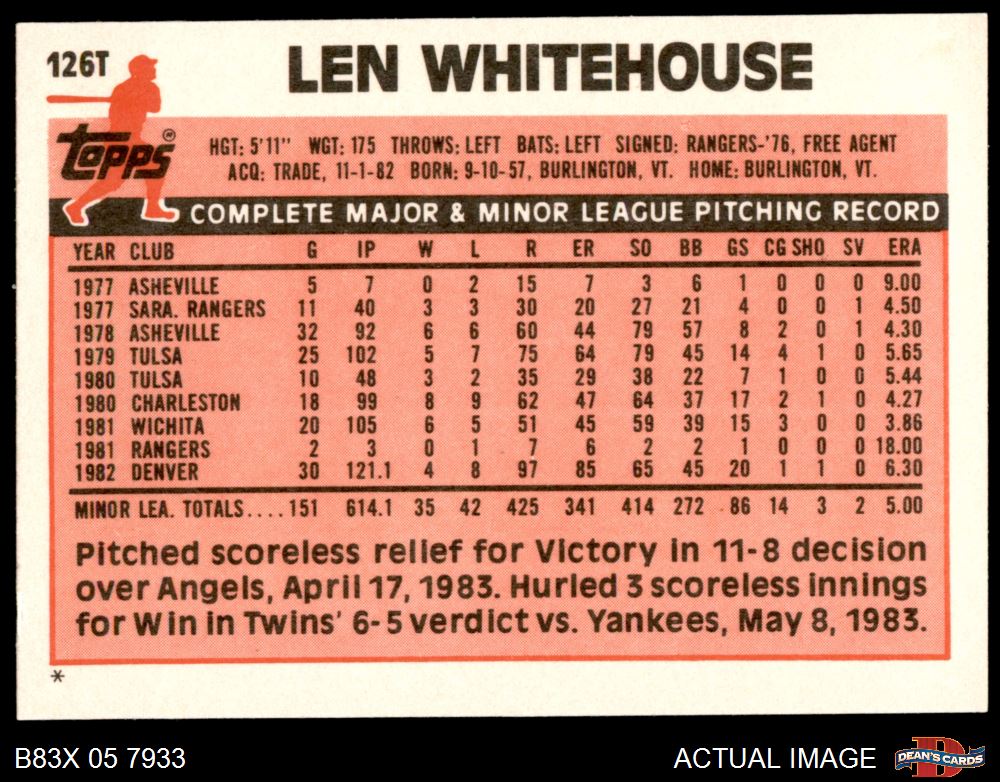 126T
LEN WHITEHOUSE
topps ®
HGT: 5'11" WGT: 175 THROWS: LEFT BATS: LEFT SIGNED: RANGERS-'76, FREE AGENT
ACQ: TRADE, 11-1-82 BORN: 9-10-57, BURLINGTON, VT. HOME: BURLINGTON, VT.
COMPLETE MAJOR & MINOR LEAGUE PITCHING RECORD
YEAR CLUB G IP W L R ER SO BB GS CG SHO SV ERA
1977 ASHEVILLE 5 7 0 2 15 7 3 6 1 0 0 0 9.00
1977 SARA. RANGERS 11 40 3 3 30 20 27 21 4 0 0 1 4.50
1978 ASHEVILLE 32 92 6 6 60 44 79 57 8 2 0 1 4.30
1979 TULSA 25 102 5 7 75 64 79 45 14 4 1 0 5.65
1980 TULSA 10 48 3 2 35 29 38 22 7 1 0 0 5.44
1980 CHARLESTON 18 99 8 9 62 47 64 37 17 2 1 0 4.27
1981 WICHITA 20 105 6 5 51 45 59 39 15 3 0 0 3.86
1981 RANGERS 2 3 0 1 7 6 2 2 1 0 0 0 18.00
1982 DENVER 30 121.1 4 8 97 85 65 45 20 1 1 0 6.30
MINOR LEA. TOTALS.... 151 614.1 35 42 425 341 414 272 86 14 3 2 5.00
Pitched scoreless relief for Victory in 11-8 decision
over Angels, April 17, 1983. Hurled 3 scoreless innings
for Win in Twins' 6-5 verdict vs. Yankees, May 8, 1983.
*
B83X 05 7933
ACTUAL IMAGE
D
DEAN'S CARDS